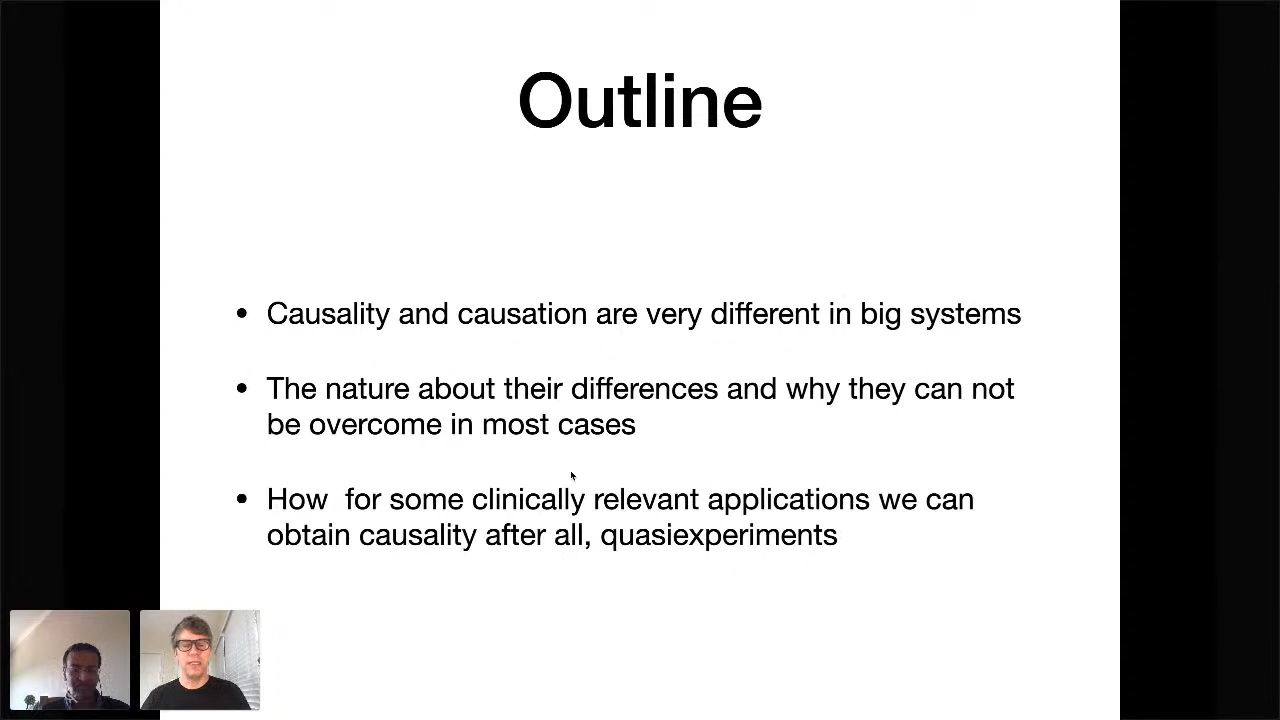 Outline
• Causality and causation are very different in big systems
• The nature about their differences and why they can not
be overcome in most cases
• How  for some clinically relevant applications we can
obtain causality after all, quasiexperiments